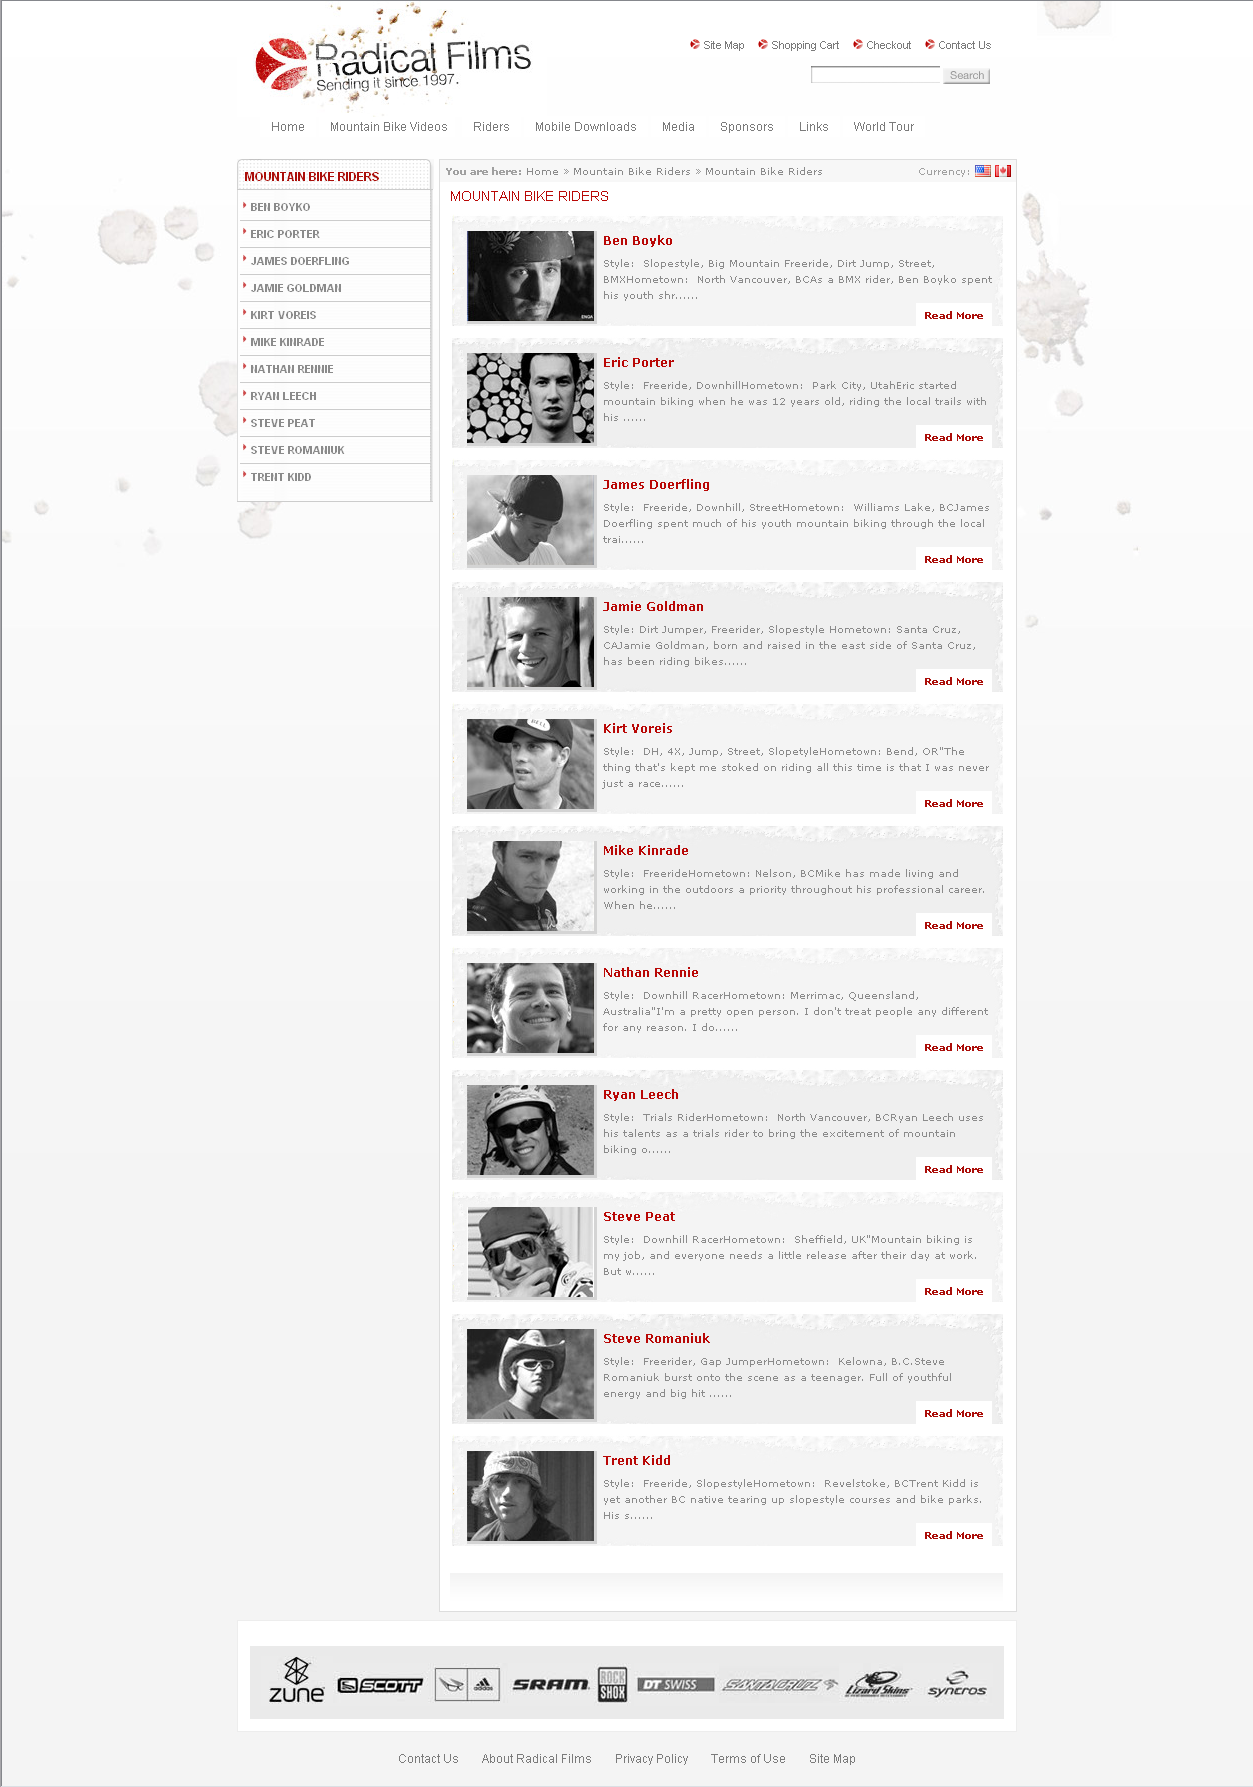 Radical Films
Sending it since 1997.
Site Map Shopping Cart Checkout Contact Us
Search
Home Mountain Bike Videos Riders Mobile Downloads Media Sponsors Links World Tour
MOUNTAIN BIKE RIDERS
BEN BOYKO
ERIC PORTER
JAMES DOERFLING
JAMIE GOLDMAN
KIRT VOREIS
MIKE KINRADE
NATHAN RENNIE
RYAN LEECH
STEVE PEAT
STEVE ROMANIUK
TRENT KIDD
You are here: Home » Mountain Bike Riders » Mountain Bike Riders
Currency:
MOUNTAIN BIKE RIDERS
Ben Boyko
Style: Slopestyle, Big Mountain Freeride, Dirt Jump, Street,
BMXHometown: North Vancouver, BCAs a BMX rider, Ben Boyko spent
his youth shr......
Read More
Eric Porter
Style: Freeride, DownhillHometown: Park City, UtahEric started
mountain biking when he was 12 years old, riding the local trails with
his ......
Read More
James Doerfling
Style: Freeride, Downhill, StreetHometown: Williams Lake, BCJames
Doerfling spent much of his youth mountain biking through the local
trai......
Read More
Jamie Goldman
Style: Dirt Jumper, Freerider, Slopestyle Hometown: Santa Cruz,
CAJamie Goldman, born and raised in the east side of Santa Cruz,
has been riding bikes......
Read More
BELL
Kirt Voreis
Style: DH, 4X, Jump, Street, SlopetyleHometown: Bend, OR"The
thing that's kept me stoked on riding all this time is that I was never
just a race......
Read More
Mike Kinrade
Style: FreerideHometown: Nelson, BCMike has made living and
working in the outdoors a priority throughout his professional career.
When he......
Read More
Nathan Rennie
Style: Downhill RacerHometown: Merrimac, Queensland,
Australia"I'm a pretty open person. I don't treat people any different
for any reason. I do......
Read More
Ryan Leech
Style: Trials RiderHometown: North Vancouver, BCRyan Leech uses
his talents as a trials rider to bring the excitement of mountain
biking o......
Read More
Steve Peat
Style: Downhill RacerHometown: Sheffield, UK"Mountain biking is
my job, and everyone needs a little release after their day at work.
But w......
Read More
Steve Romaniuk
Style: Freerider, Gap JumperHometown: Kelowna, B.C.Steve
Romaniuk burst onto the scene as a teenager. Full of youthful
energy and big hit ......
Read More
Trent Kidd
Style: Freeride, SlopestyleHometown: Revelstoke, BCTrent Kidd is
yet another BC native tearing up slopestyle courses and bike parks.
His s......
Read More
zune SCOTT adidas SRAM ROCK SHOX DT SWISS SANTA CRUZ Lizard Skins syncros
Contact Us About Radical Films Privacy Policy Terms of Use Site Map